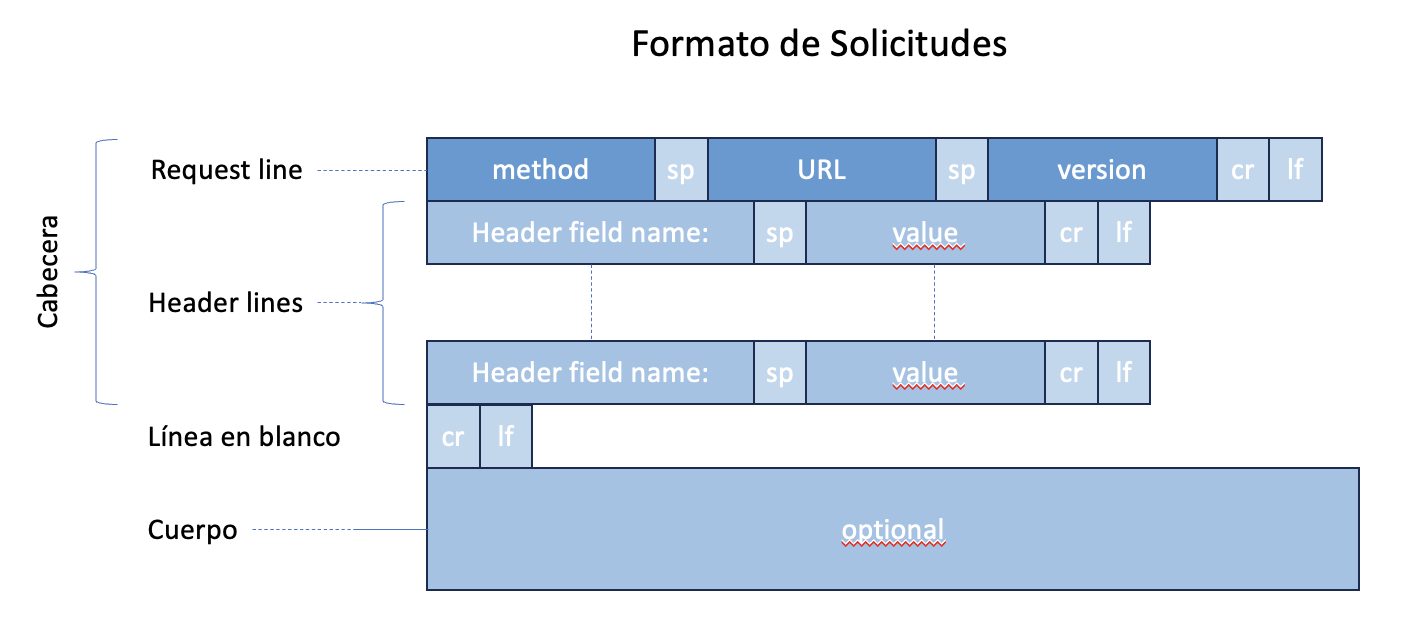 Formato de Solicitudes
Cabecera
Request line
method sp URL sp version cr lf
Header field name: sp value cr lf
Header lines
Header field name: sp value cr lf
Línea en blanco
cr lf
Cuerpo
optional